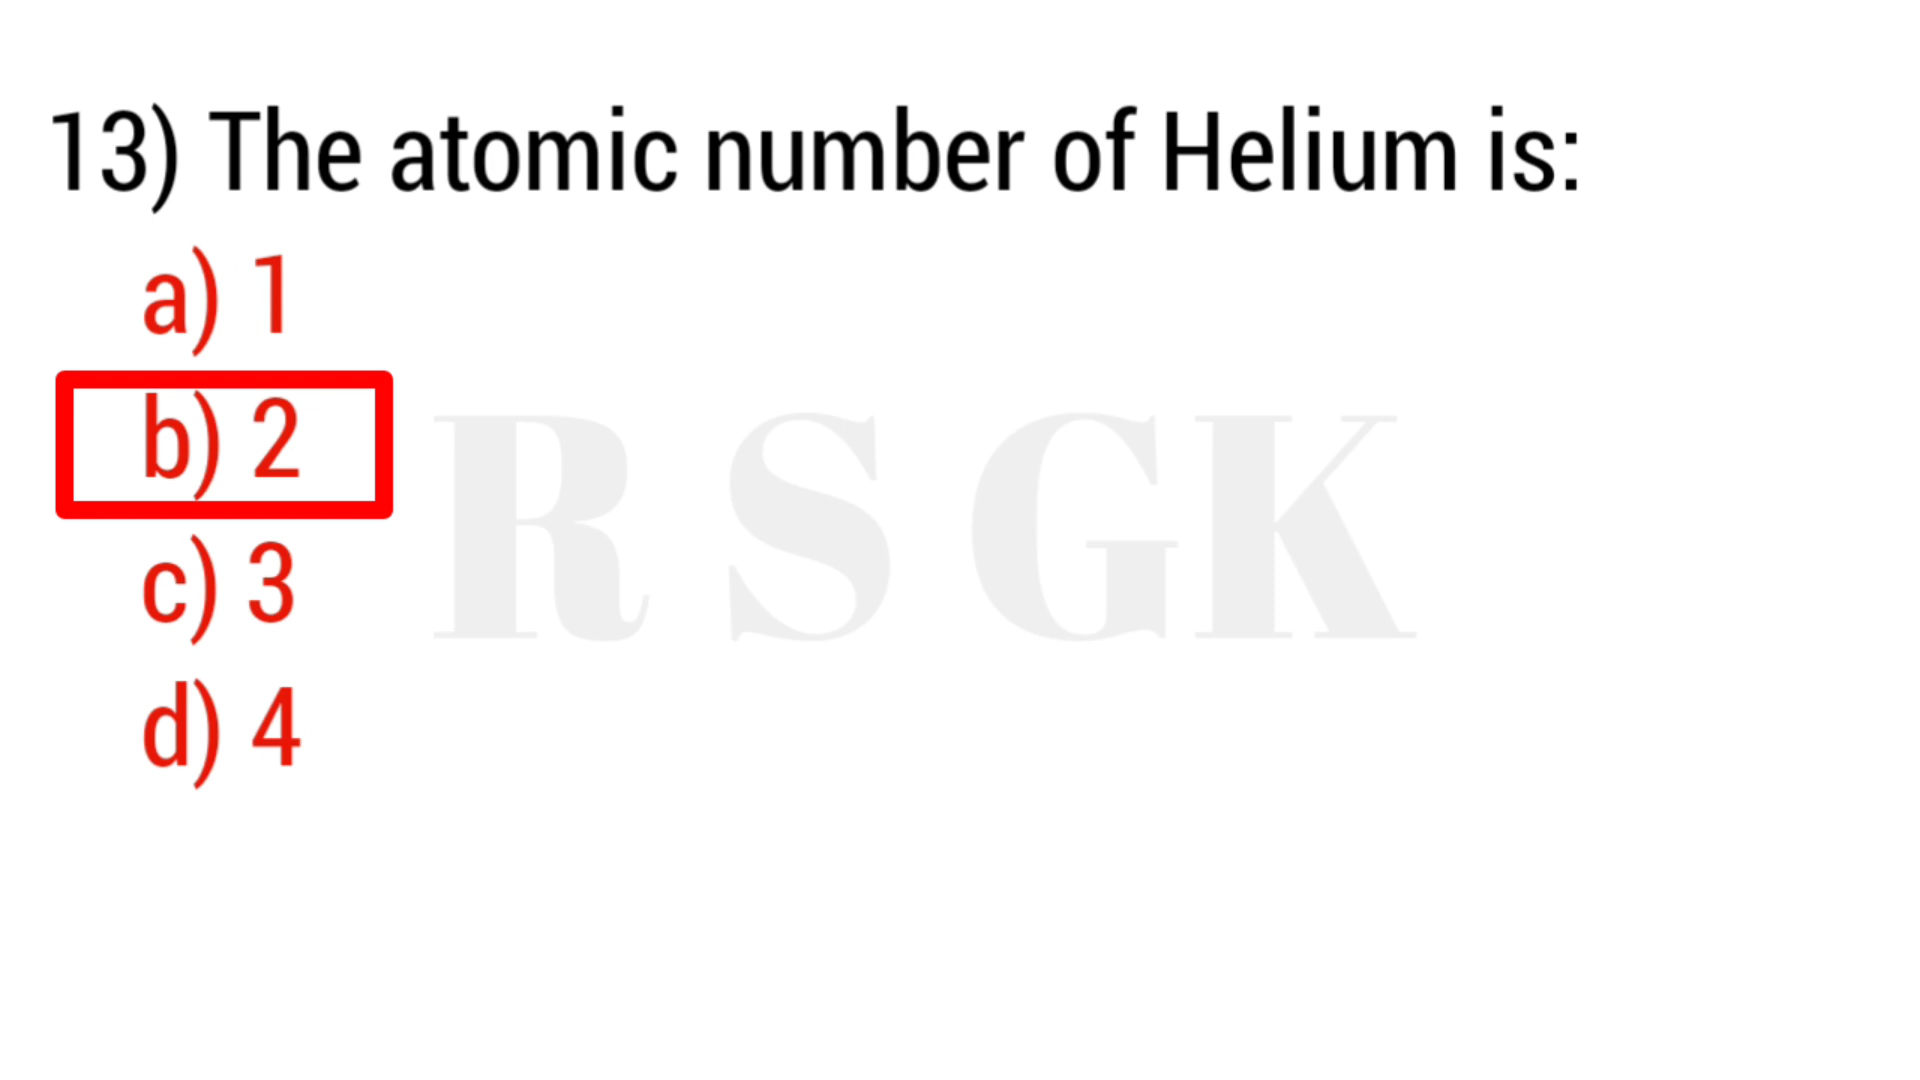 13) The atomic number of Helium is:
a) 1
b) 2
c) 3
d) 4
R S GK